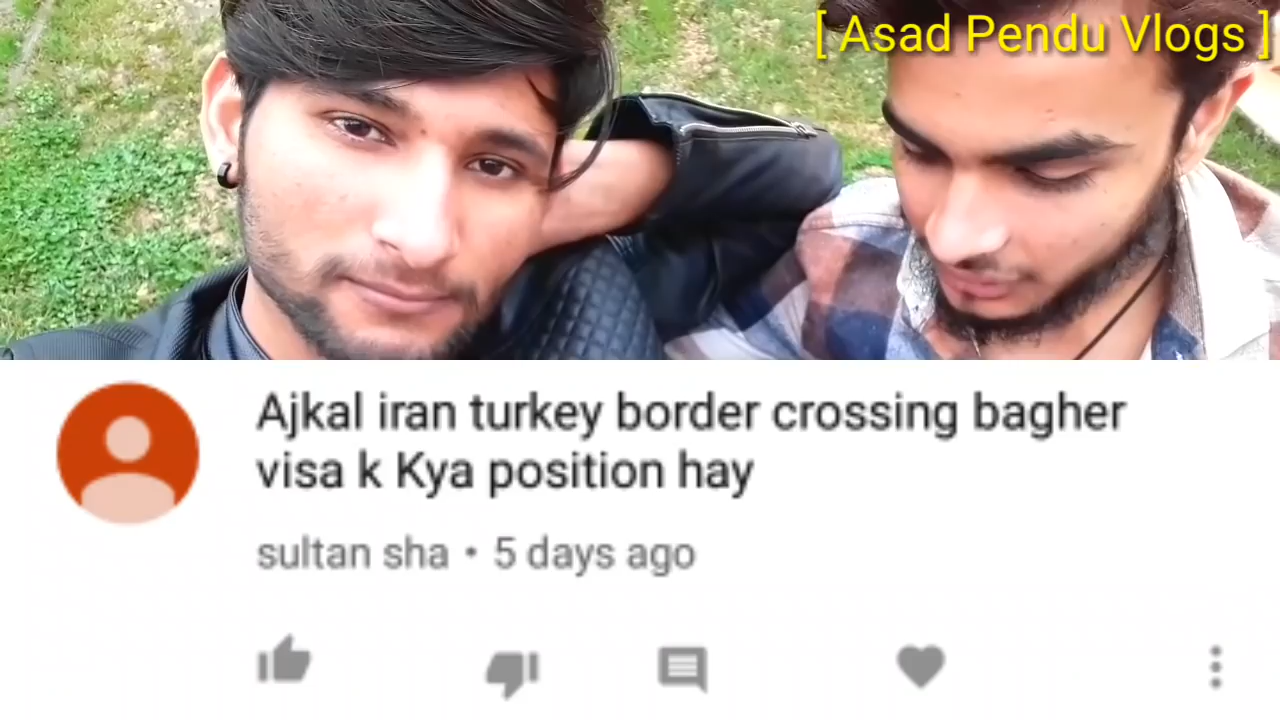 [ Asad Pendu Vlogs ]
Ajkal iran turkey border crossing bagher
visa k Kya position hay
sultan sha • 5 days ago